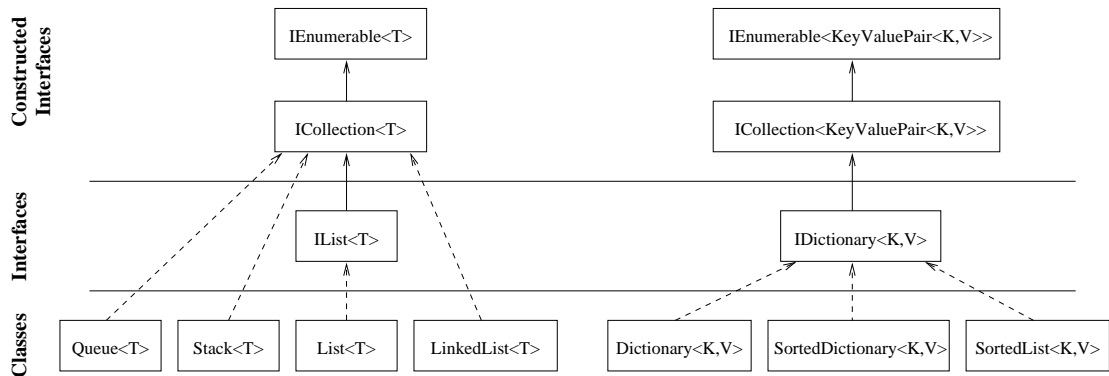 Constructed
Interfaces
IEnumerable<T>
IEnumerable<KeyValuePair<K,V>>
ICollection<T>
ICollection<KeyValuePair<K,V>>
Interfaces
IList<T>
IDictionary<K,V>
Classes
Queue<T>
Stack<T>
List<T>
LinkedList<T>
Dictionary<K,V>
SortedDictionary<K,V>
SortedList<K,V>